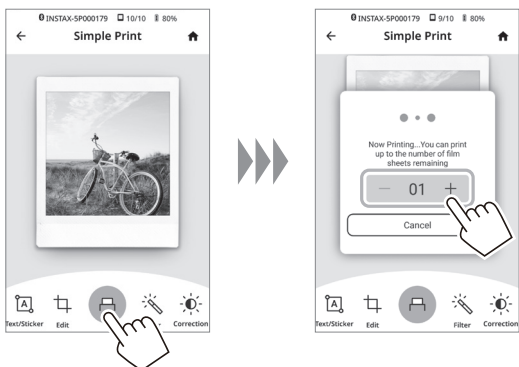 INSTAX-5P000179 10/10 80%
Simple Print
A
Text/Sticker Edit Correction
INSTAX-5P000179 9/10 80%
Simple Print
Now Printing...You can print
up to the number of film
sheets remaining
— 01 +
Cancel
A
Text/Sticker Edit Filter Correction